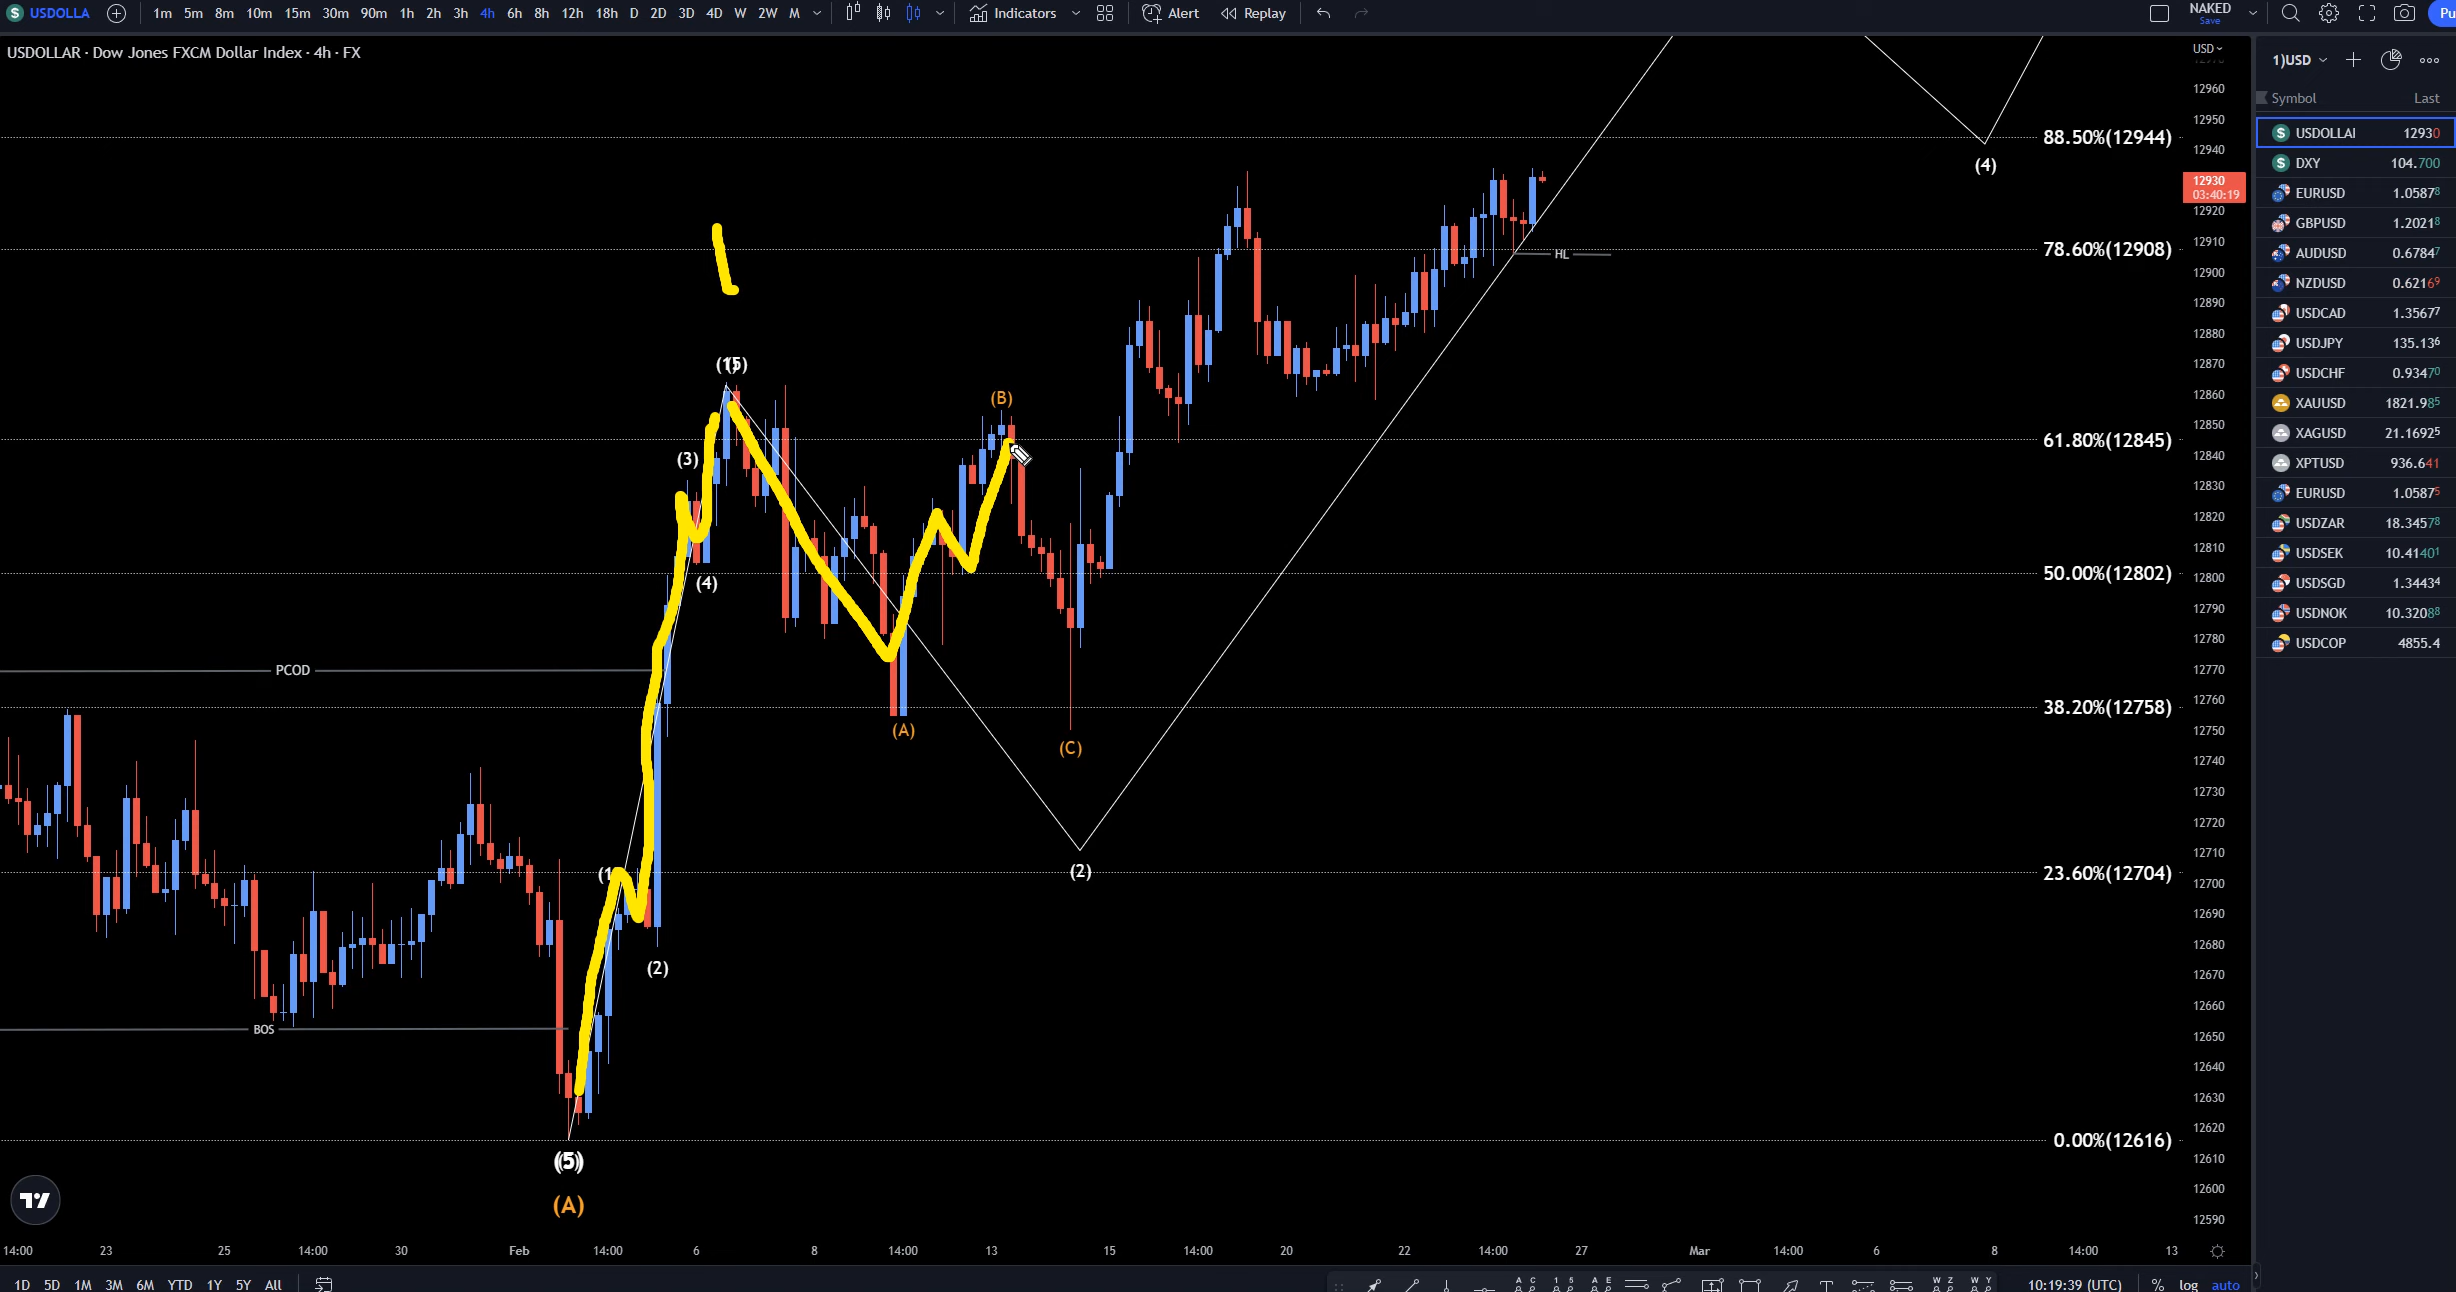 USDOLLA 1m 5m 8m 10m 15m 30m 90m 1h 2h 3h 4h 6h 8h 12h 18h D 2D 3D 4D W 2W M Indicators Alert Replay NAKED Save Pu
USDOLLAR · Dow Jones FXCM Dollar Index · 4h · FX
USD
12960
12950
12940
12930
03:40:19
12920
12910
12900
12890
12880
12870
12860
12850
12840
12830
12820
12810
12800
12790
12780
12770
12760
12750
12740
12730
12720
12710
12700
12690
12680
12670
12660
12650
12640
12630
12620
12610
12600
12590
88.50%(12944)
(4)
78.60%(12908)
HL
(5)
(B)
61.80%(12845)
(3)
50.00%(12802)
(4)
PCOD
38.20%(12758)
(A)
(C)
(2)
23.60%(12704)
(2)
BOS
0.00%(12616)
(5)
(A)
14:00 23 25 14:00 30 Feb 14:00 6 8 14:00 13 15 14:00 20 22 14:00 27 Mar 14:00 6 8 14:00 13
1D 5D 1M 3M 6M YTD 1Y 5Y All 10:19:39 (UTC) % log auto
1)USD
Symbol Last
USDOLLAI 12930
DXY 104.700
EURUSD 1.05878
GBPUSD 1.20218
AUDUSD 0.67847
NZDUSD 0.62169
USDCAD 1.35677
USDJPY 135.136
USDCHF 0.93470
XAUUSD 1821.985
XAGUSD 21.16925
XPTUSD 936.641
EURUSD 1.05875
USDZAR 18.34578
USDSEK 10.41401
USDSGD 1.34434
USDNOK 10.32088
USDCOP 4855.4